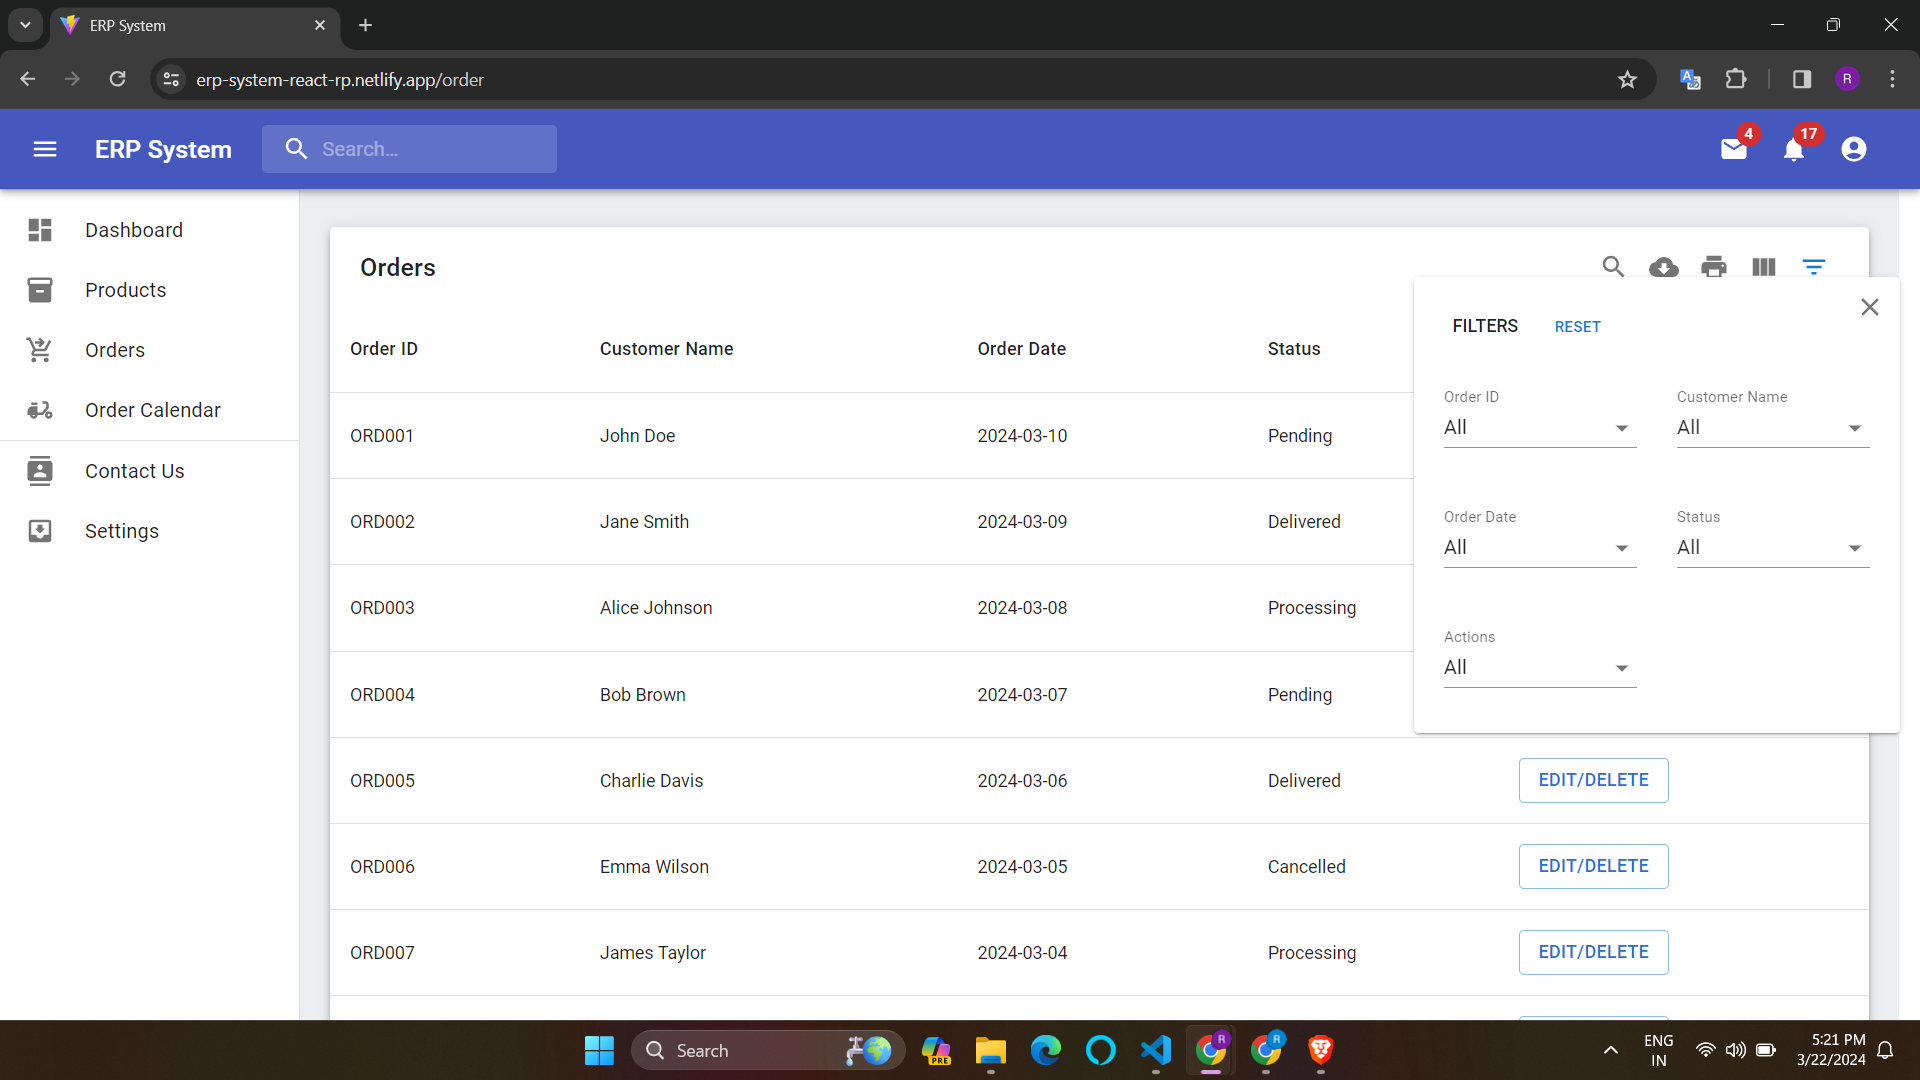 ERP System
erp-system-react-rp.netlify.app/order
R
ERP System
Search...
4
17
Dashboard
Products
Orders
Order Calendar
Contact Us
Settings
Orders
Order ID Customer Name Order Date Status
ORD001 John Doe 2024-03-10 Pending
ORD002 Jane Smith 2024-03-09 Delivered
ORD003 Alice Johnson 2024-03-08 Processing
ORD004 Bob Brown 2024-03-07 Pending
ORD005 Charlie Davis 2024-03-06 Delivered EDIT/DELETE
ORD006 Emma Wilson 2024-03-05 Cancelled EDIT/DELETE
ORD007 James Taylor 2024-03-04 Processing EDIT/DELETE
FILTERS RESET
Order ID Customer Name
All All
Order Date Status
All All
Actions
All
Search
PRE
R
R
ENG
IN
5:21 PM
3/22/2024